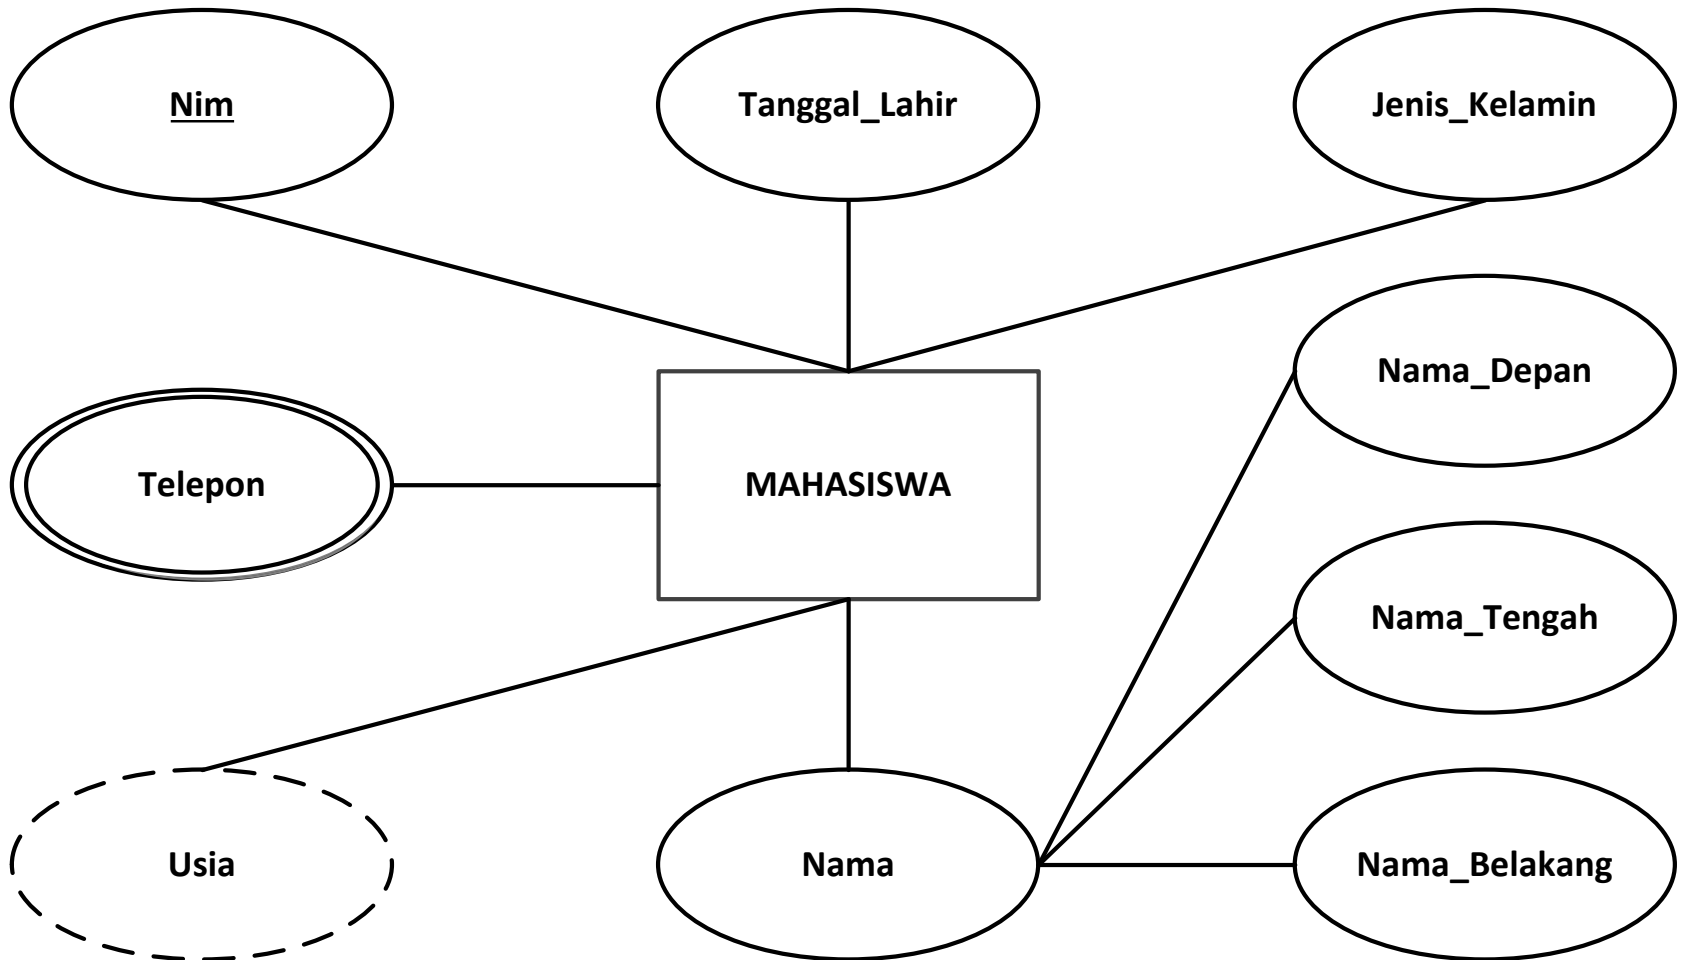 Nim
Tanggal_Lahir
Jenis_Kelamin
Nama_Depan
Telepon
MAHASISWA
Nama_Tengah
Usia
Nama
Nama_Belakang